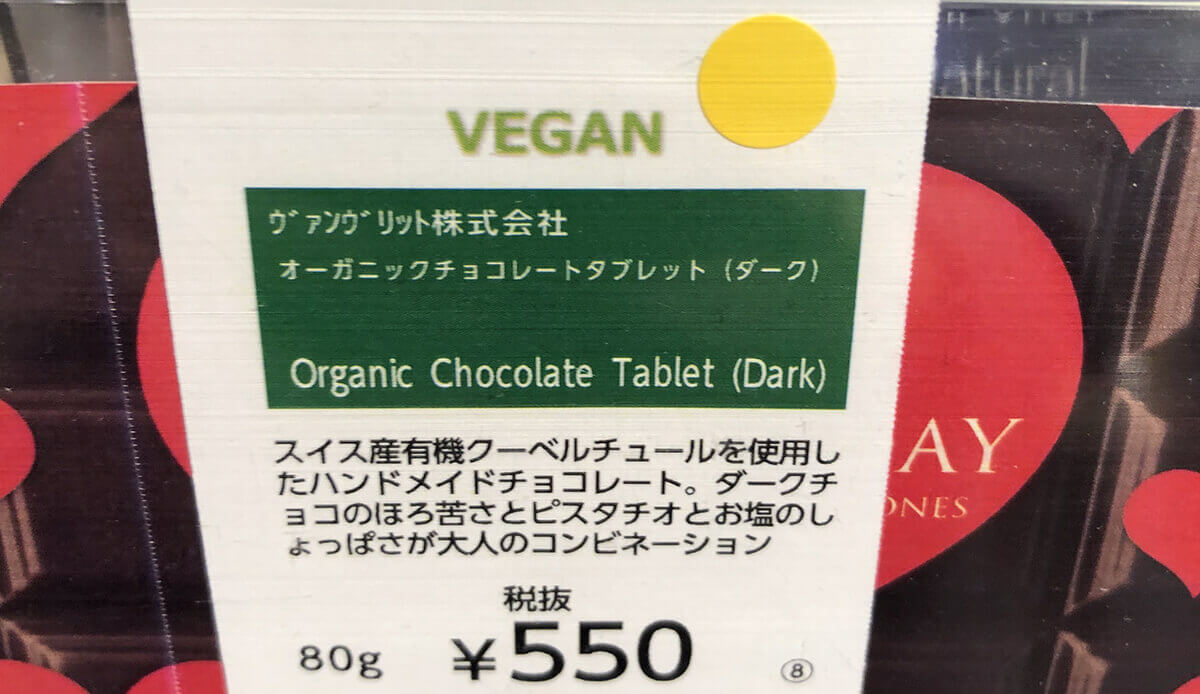 VEGAN
ヴァンヴリット株式会社
オーガニックチョコレートタブレット (ダーク)
Organic Chocolate Tablet (Dark)
スイス産有機クーベルチュールを使用し
たハンドメイドチョコレート。ダークチ
ョコのほろ苦さとピスタチオとお塩のし
ょっぱさが大人のコンビネーション
税抜
80g ¥550 ⑧
AY
ONES